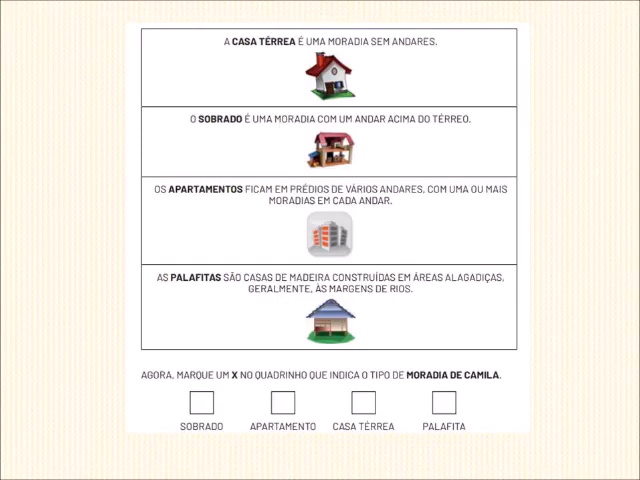 A CASA TÉRREA É UMA MORADIA SEM ANDARES.
O SOBRADO É UMA MORADIA COM UM ANDAR ACIMA DO TÉRREO.
OS APARTAMENTOS FICAM EM PRÉDIOS DE VÁRIOS ANDARES, COM UMA OU MAIS
MORADIAS EM CADA ANDAR.
AS PALAFITAS SÃO CASAS DE MADEIRA CONSTRUÍDAS EM ÁREAS ALAGADIÇAS,
GERALMENTE, ÀS MARGENS DE RIOS.
AGORA, MARQUE UM X NO QUADRINHO QUE INDICA O TIPO DE MORADIA DE CAMILA.
SOBRADO APARTAMENTO CASA TÉRREA PALAFITA